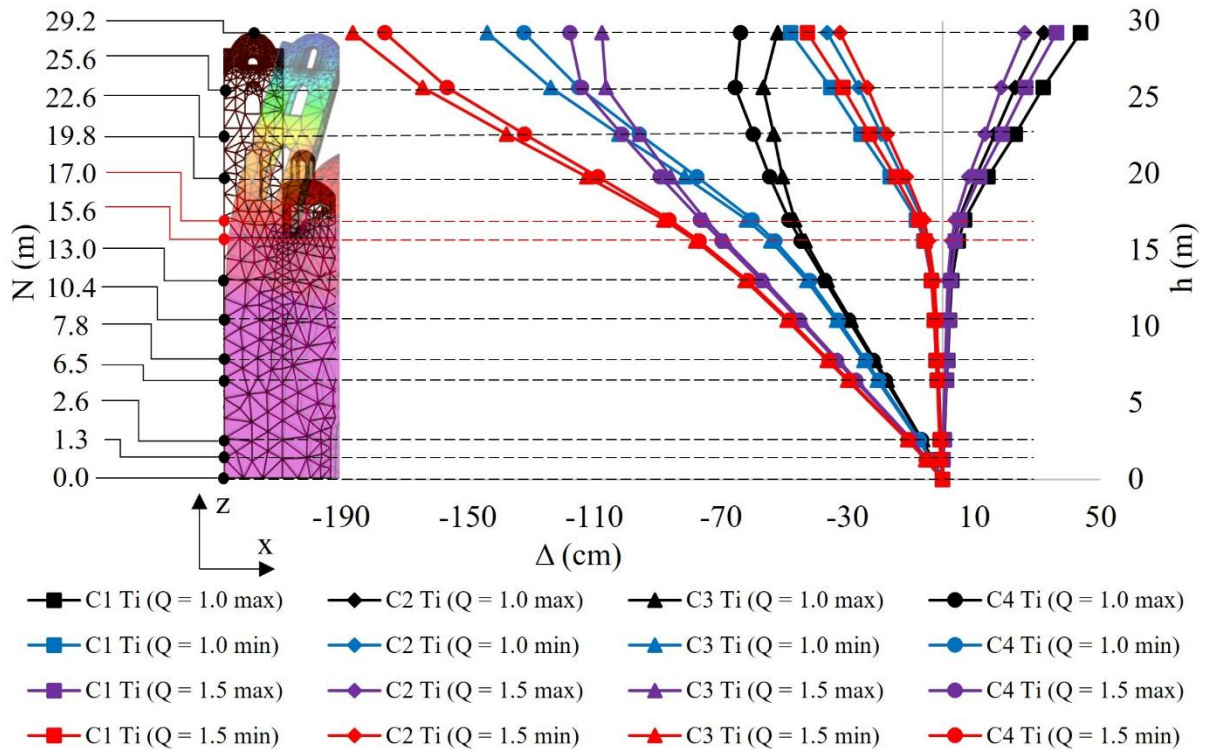 29.2
25.6
22.6
19.8
17.0
15.6
13.0
10.4
7.8
6.5
2.6
1.3
0.0
N (m)
z
x
30
25
20
15
10
5
0
h (m)
-190 -150 -110 -70 -30 10 50
Δ (cm)
C1 Ti (Q = 1.0 max) C2 Ti (Q = 1.0 max) C3 Ti (Q = 1.0 max) C4 Ti (Q = 1.0 max)
C1 Ti (Q = 1.0 min) C2 Ti (Q = 1.0 min) C3 Ti (Q = 1.0 min) C4 Ti (Q = 1.0 min)
C1 Ti (Q = 1.5 max) C2 Ti (Q = 1.5 max) C3 Ti (Q = 1.5 max) C4 Ti (Q = 1.5 max)
C1 Ti (Q = 1.5 min) C2 Ti (Q = 1.5 min) C3 Ti (Q = 1.5 min) C4 Ti (Q = 1.5 min)